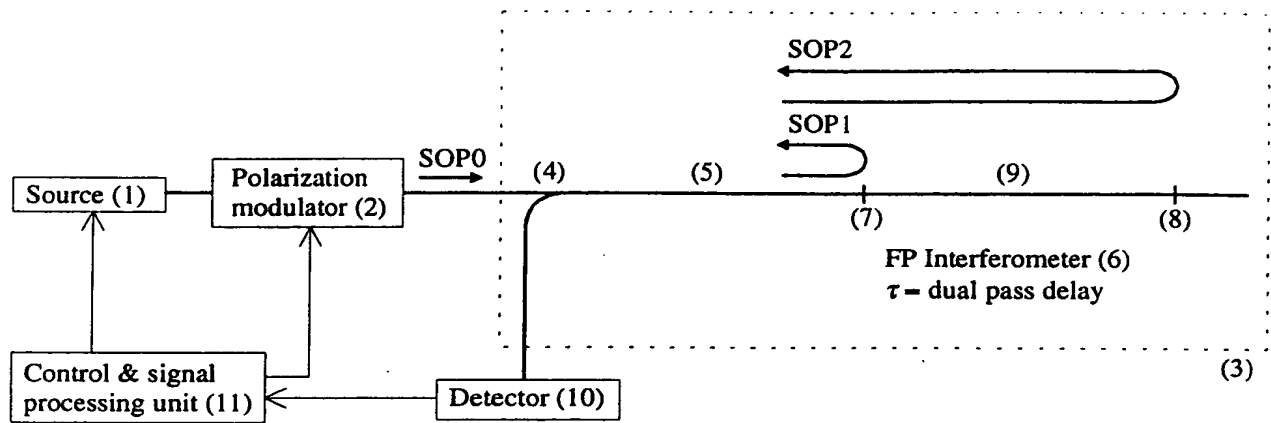 SOP2
SOP1
SOP0
(4)
(5)
(9)
Source (1)
Polarization
modulator (2)
(7)
(8)
FP Interferometer (6)
τ = dual pass delay
Control & signal
processing unit (11)
Detector (10)
(3)